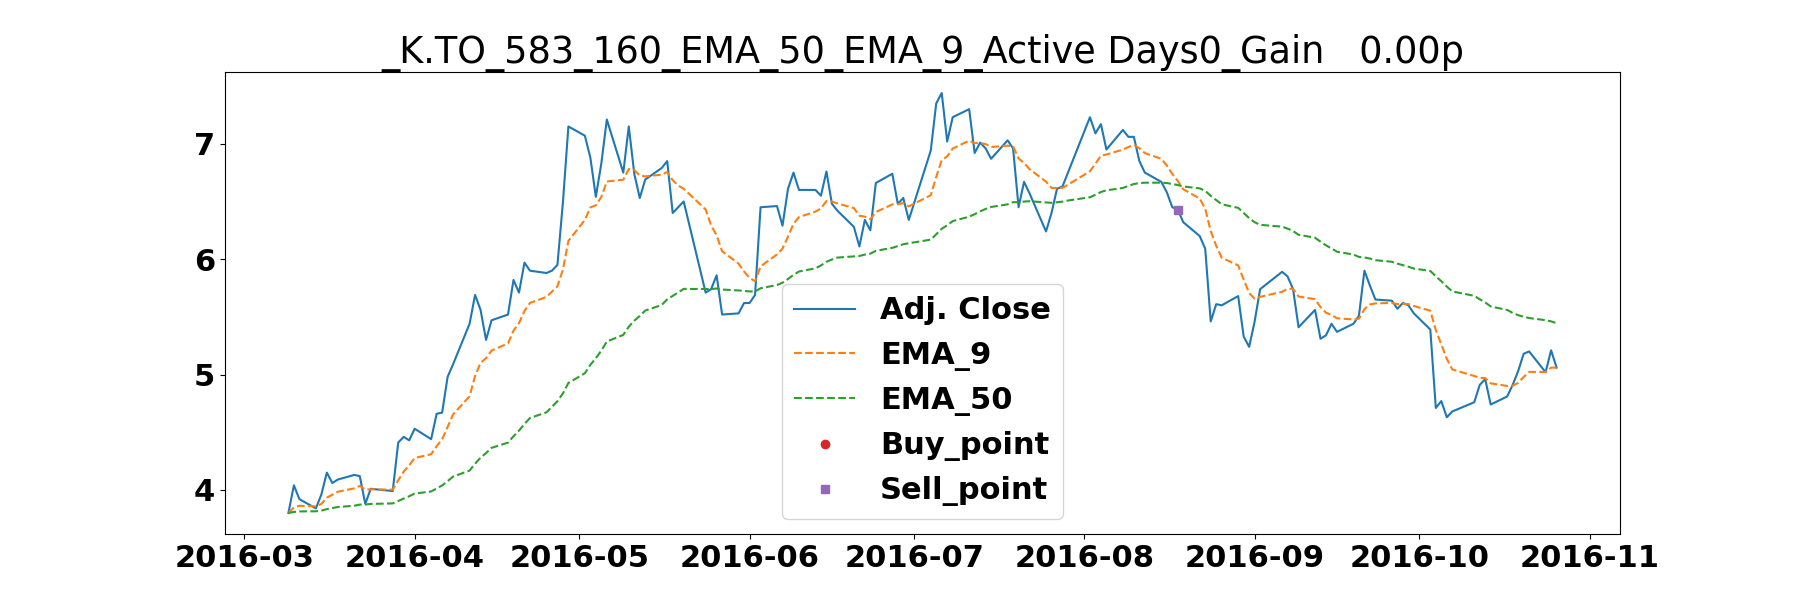 _K.TO_583_160_EMA_50_EMA_9_Active Days0_Gain   0.00p
7
6
5
4
Adj. Close
EMA_9
EMA_50
Buy_point
Sell_point
2016-03 2016-04 2016-05 2016-06 2016-07 2016-08 2016-09 2016-10 2016-11